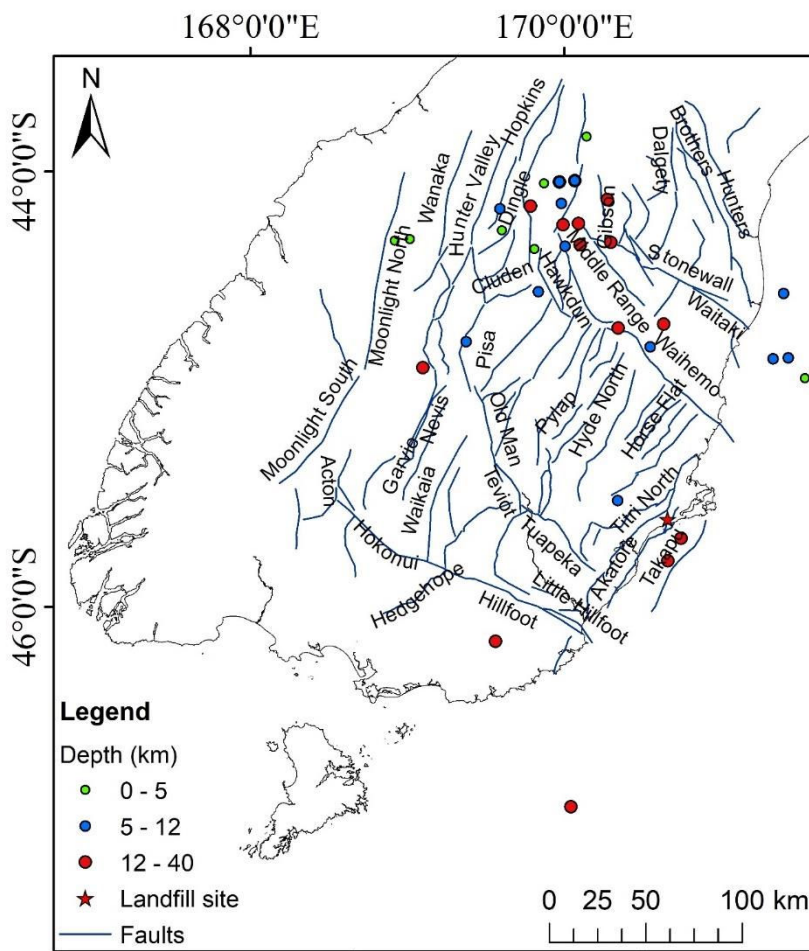 168°0'0"E
170°0'0"E
N
44°0'0"S
46°0'0"S
Hopkins
Brothers
Dalgety
Hunters
Wanaka
Hunter Valley
Dingle
Gibson
Moonlight North
Middle Range
Stonewall
Cluden
Hawkdun
Waitaki
Pisa
Waihemo
Moonlight South
Nevis
Old Man
Pylap
Hyde North
Horse Flat
Garvie
Acton
Waikaia
Teviot
Titri North
Hokonui
Tuapeka
Akatore
Takapu
Hedgehope
Hillfoot
Little Hillfoot
Legend
Depth (km)
0 - 5
5 - 12
12 - 40
Landfill site
Faults
0 25 50 100 km